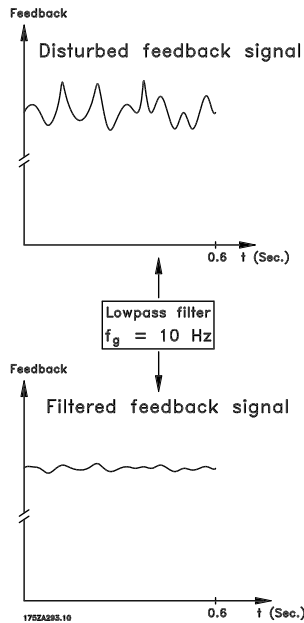 Feedback
Disturbed feedback signal
0.6 t (Sec.)
Lowpass filter
fg = 10 Hz
Feedback
Filtered feedback signal
0.6 t (Sec.)
175ZA293.10